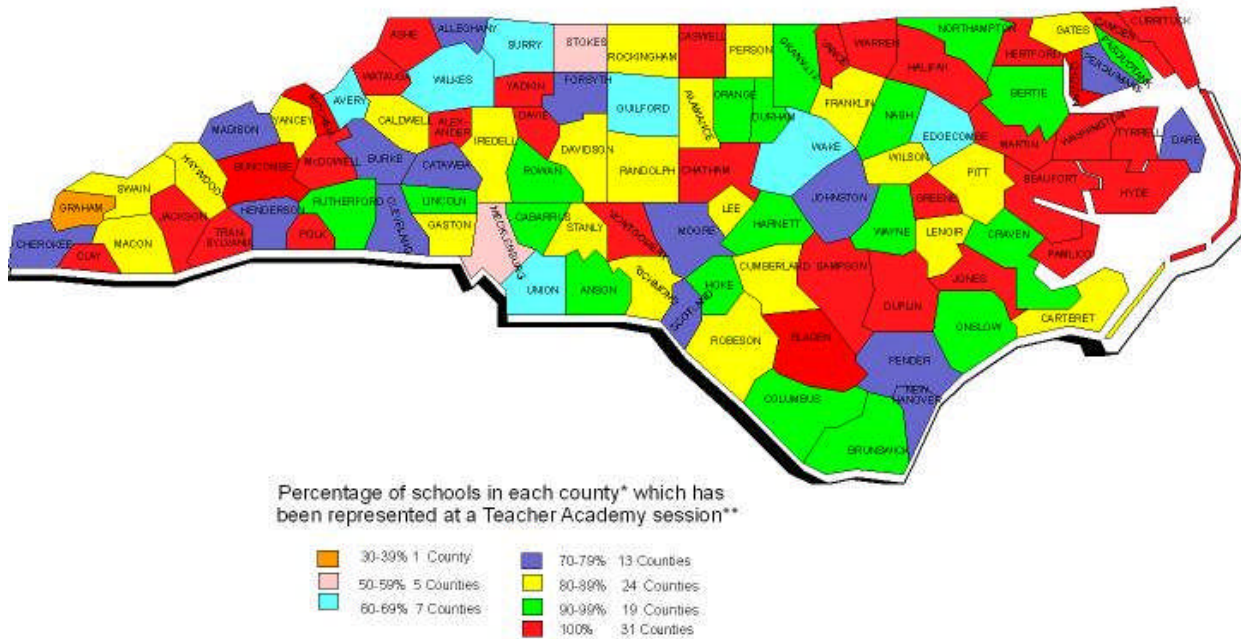 ASHE
ALLEGHANY
SURRY
STOKES
ROCKINGHAM
CASWELL
PERSON
GRANVILLE
VANCE
WARREN
NORTHAMPTON
GATES
CAMDEN
CURRITUCK
PASQUOTANK
PERQUIMANS
HERTFORD
HALIFAX
WATAUGA
WILKES
YADKIN
FORSYTH
GUILFORD
ALAMANCE
ORANGE
DURHAM
FRANKLIN
NASH
BERTIE
AVERY
MITCHELL
YANCEY
MADISON
CALDWELL
ALEX-
ANDER
IREDELL
DAVIE
DAVIDSON
RANDOLPH
CHATHAM
WAKE
EDGECOMBE
MARTIN
WASHINGTON
TYRRELL
DARE
HAYWOOD
BUNCOMBE
McDOWELL
BURKE
CATAWBA
ROWAN
WILSON
PITT
BEAUFORT
HYDE
SWAIN
GRAHAM
JACKSON
HENDERSON
RUTHERFORD
CLEVELAND
LINCOLN
CABARRUS
STANLY
MONTGOMERY
MOORE
LEE
HARNETT
JOHNSTON
WAYNE
GREENE
LENOIR
CRAVEN
PAMLICO
CHEROKEE
CLAY
MACON
TRAN
SYLVANIA
POLK
GASTON
MECKLENBURG
UNION
ANSON
RICHMOND
SCOTLAND
HOKE
CUMBERLAND
SAMPSON
DUPLIN
JONES
ONSLOW
CARTERET
ROBESON
BLADEN
PENDER
NEW
HANOVER
COLUMBUS
BRUNSWICK
Percentage of schools in each county* which has
been represented at a Teacher Academy session**
30-39% 1 County
50-59% 5 Counties
60-69% 7 Counties
70-79% 13 Counties
80-89% 24 Counties
90-99% 19 Counties
100% 31 Counties